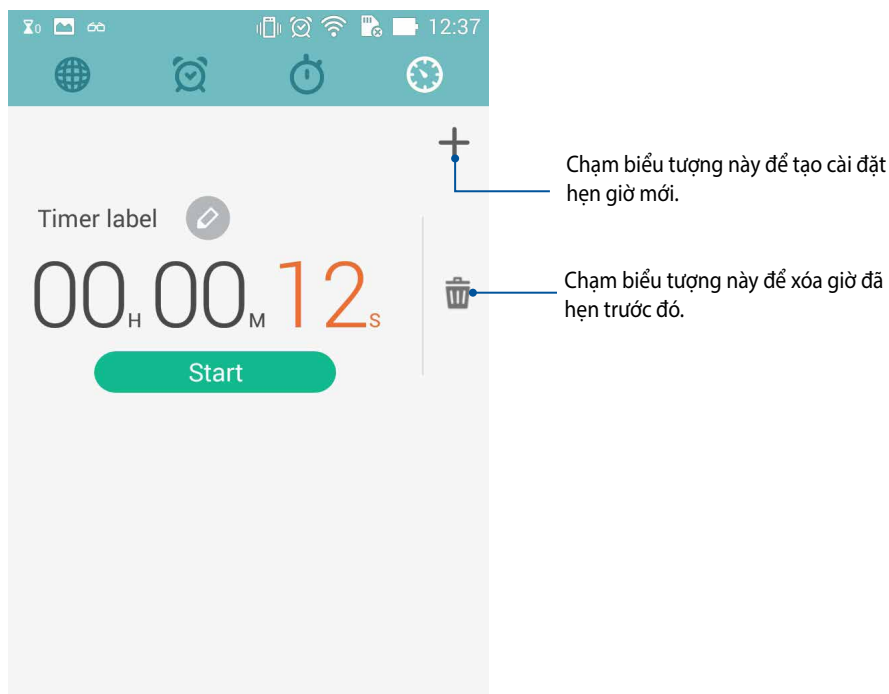 0 12:37
Chạm biểu tượng này để tạo cài đặt
hẹn giờ mới.
Timer label
00H 00M 12S
Chạm biểu tượng này để xóa giờ đã
hẹn trước đó.
Start